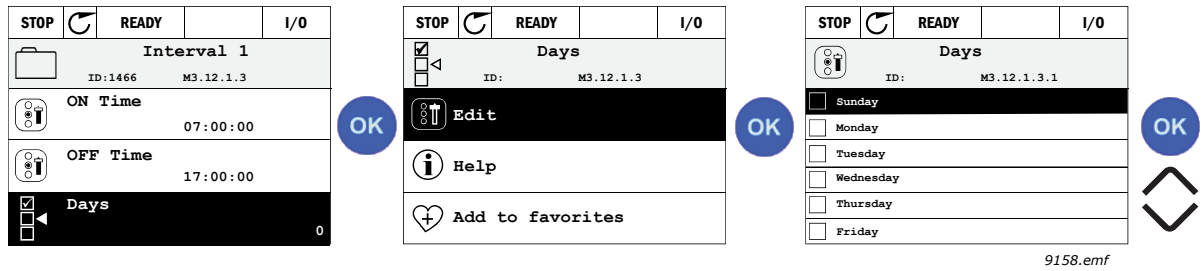 STOP READY I/O
Interval 1
ID:1466 M3.12.1.3
ON Time
07:00:00
OFF Time
17:00:00
Days
0
OK
STOP READY I/O
Days
ID: M3.12.1.3
Edit
Help
Add to favorites
OK
STOP READY I/O
Days
ID: M3.12.1.3.1
Sunday
Monday
Tuesday
Wednesday
Thursday
Friday
OK
9158.emf